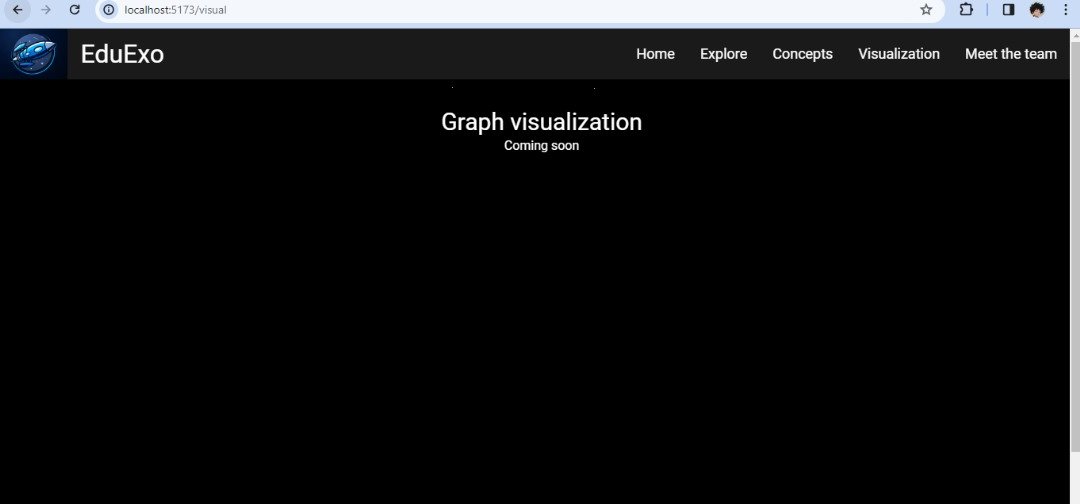 localhost:5173/visual
EduExo
Home Explore Concepts Visualization Meet the team
Graph visualization
Coming soon